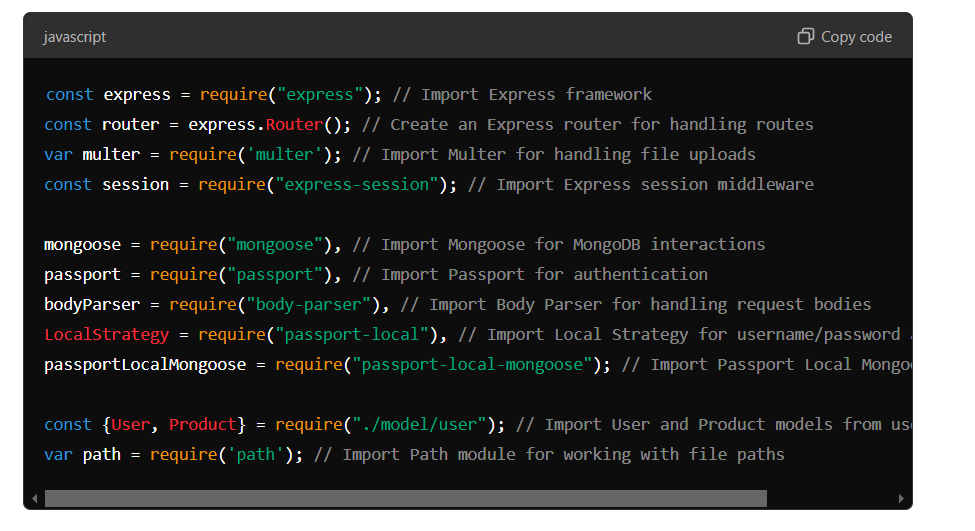 javascript
Copy code
const express = require("express"); // Import Express framework
const router = express.Router(); // Create an Express router for handling routes
var multer = require('multer'); // Import Multer for handling file uploads
const session = require("express-session"); // Import Express session middleware
mongoose = require("mongoose"), // Import Mongoose for MongoDB interactions
passport = require("passport"), // Import Passport for authentication
bodyParser = require("body-parser"), // Import Body Parser for handling request bodies
LocalStrategy = require("passport-local"), // Import Local Strategy for username/password
passportLocalMongoose = require("passport-local-mongoose"); // Import Passport Local
const {User, Product} = require("./model/user"); // Import User and Product models from
var path = require('path'); // Import Path module for working with file paths